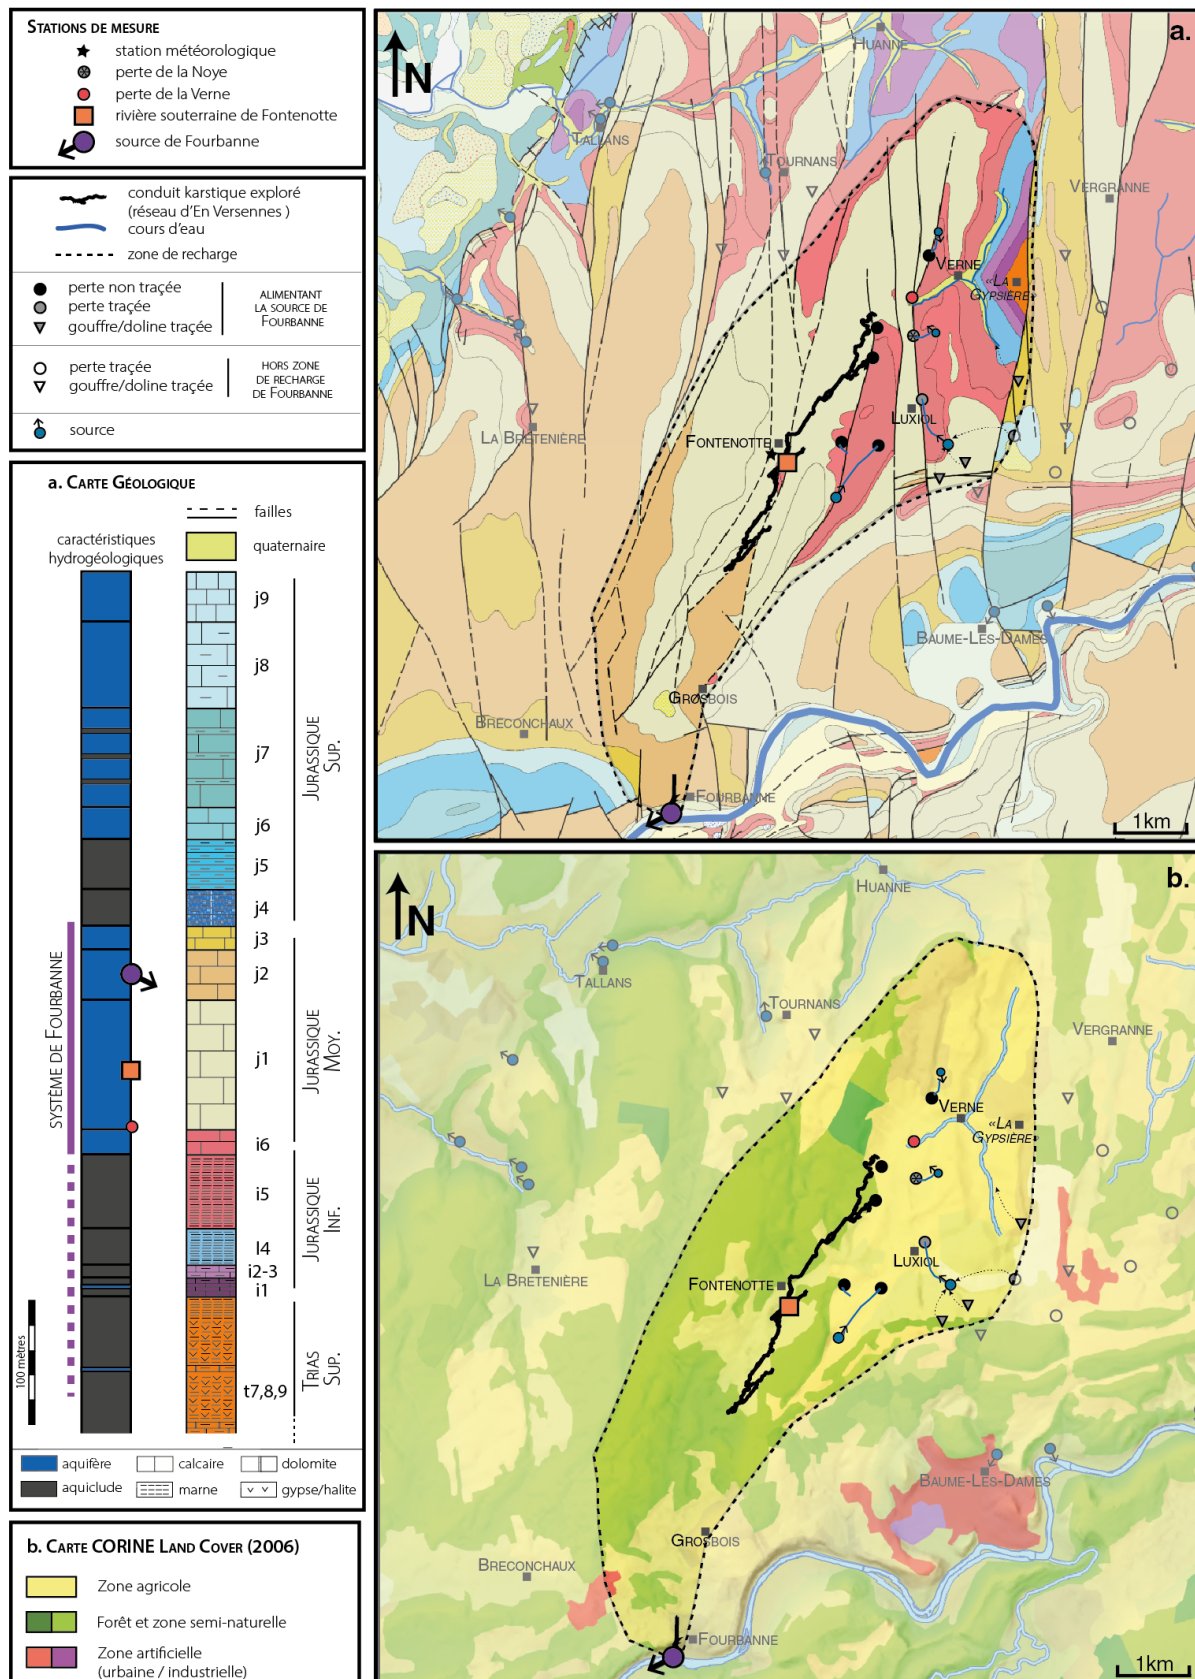 STATIONS DE MESURE
station météorologique
perte de la Noye
perte de la Verne
rivière souterraine de Fontenotte
source de Fourbanne
conduit karstique exploré
(réseau d'En Versennes )
cours d'eau
zone de recharge
perte non traçée
perte traçée
gouffre/doline traçée
ALIMENTANT
LA SOURCE DE
FOURBANNE
perte traçée
gouffre/doline traçée
HORS ZONE
DE RECHARGE
DE FOURBANNE
source
a. CARTE GÉOLOGIQUE
failles
caractéristiques
hydrogéologiques
quaternaire
j9
j8
j7
j6
j5
j4
j3
j2
j1
i6
i5
l4
i2-3
i1
t7,8,9
JURASSIQUE
SUP.
JURASSIQUE
MOY.
JURASSIQUE
INF.
TRIAS
SUP.
SYSTÈME DE FOURBANNE
100 mètres
aquifère
calcaire
dolomite
aquiclude
marne
gypse/halite
b. CARTE CORINE LAND COVER (2006)
Zone agricole
Forêt et zone semi-naturelle
Zone artificielle
(urbaine / industrielle)
a.
N
HUANNE
TALLANS
TOURNANS
VERGRANNE
VERNE
«LA
GYPSIÈRE»
LA BRETENIÈRE
LUXIOL
FONTENOTTE
BAUME-LES-DAMES
GROSBOIS
BRECONCHAUX
FOURBANNE
1km
b.
N
HUANNE
TALLANS
TOURNANS
VERGRANNE
VERNE
«LA
GYPSIÈRE»
LUXIOL
LA BRETENIÈRE
FONTENOTTE
BAUME-LES-DAMES
GROSBOIS
BRECONCHAUX
FOURBANNE
1km